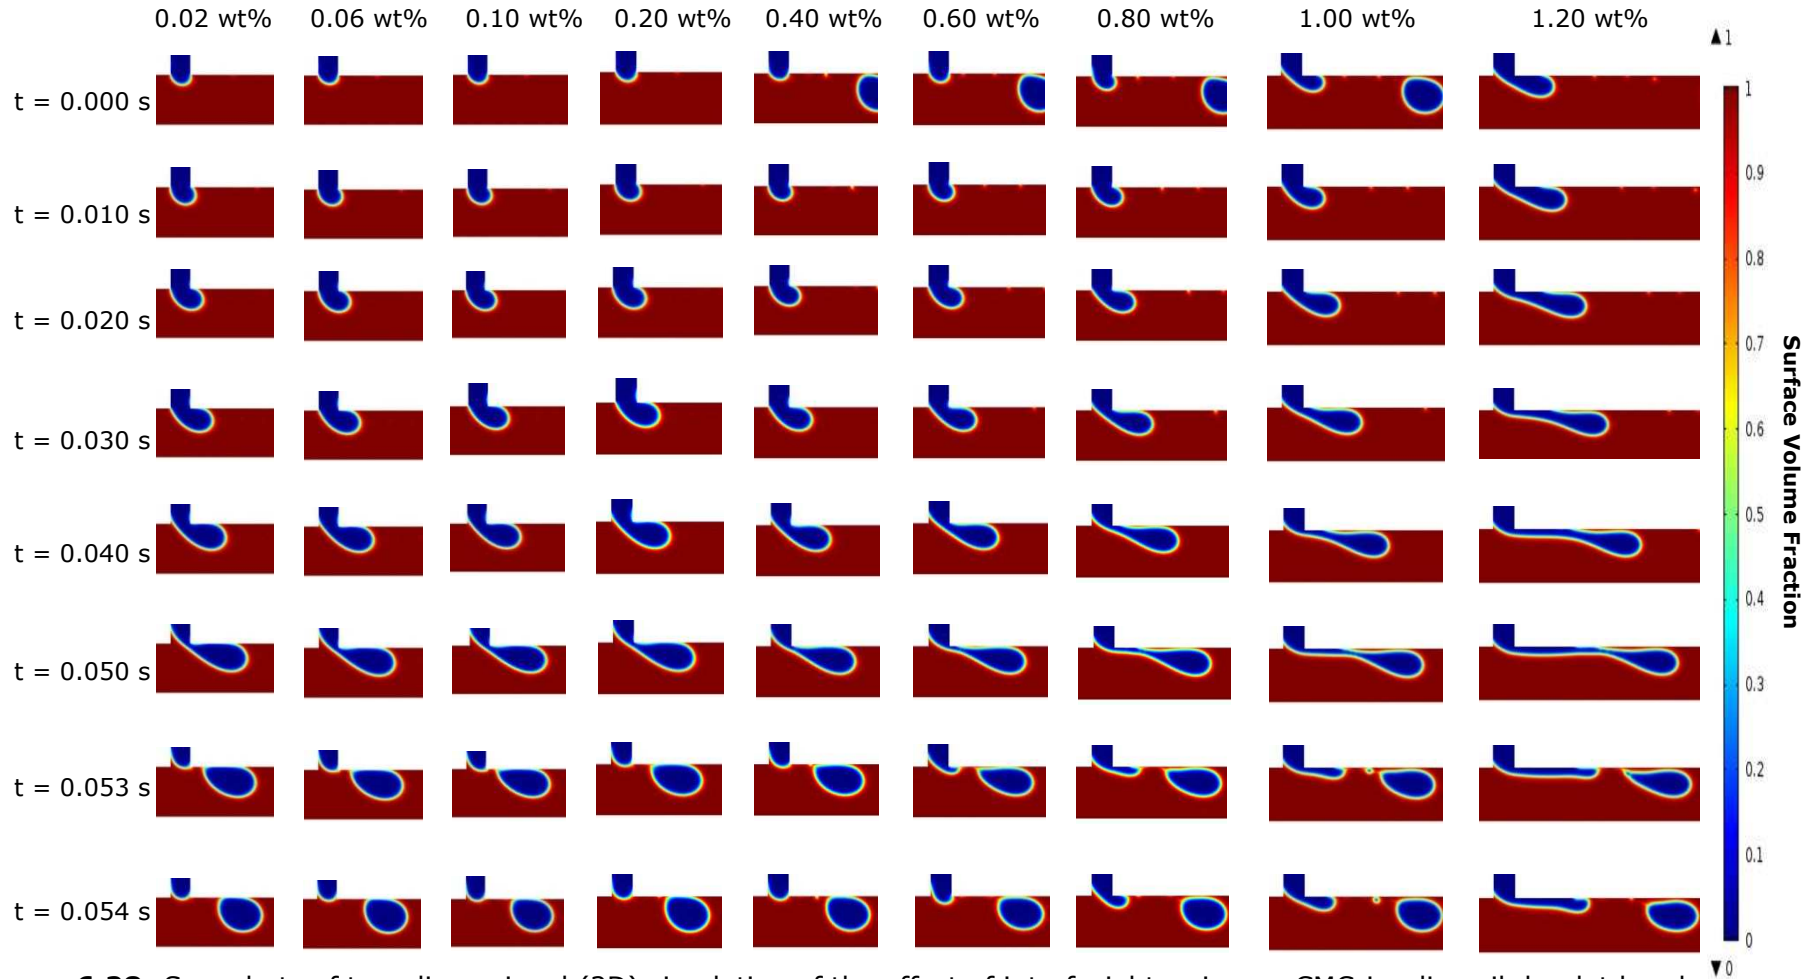 0.02 wt% 0.06 wt% 0.10 wt% 0.20 wt% 0.40 wt% 0.60 wt% 0.80 wt% 1.00 wt% 1.20 wt%
▲1
t = 0.000 s
t = 0.010 s
t = 0.020 s
t = 0.030 s
t = 0.040 s
t = 0.050 s
t = 0.053 s
t = 0.054 s
1
0.9
0.8
0.7
0.6
0.5
0.4
0.3
0.2
0.1
0
▼0
Surface Volume Fraction